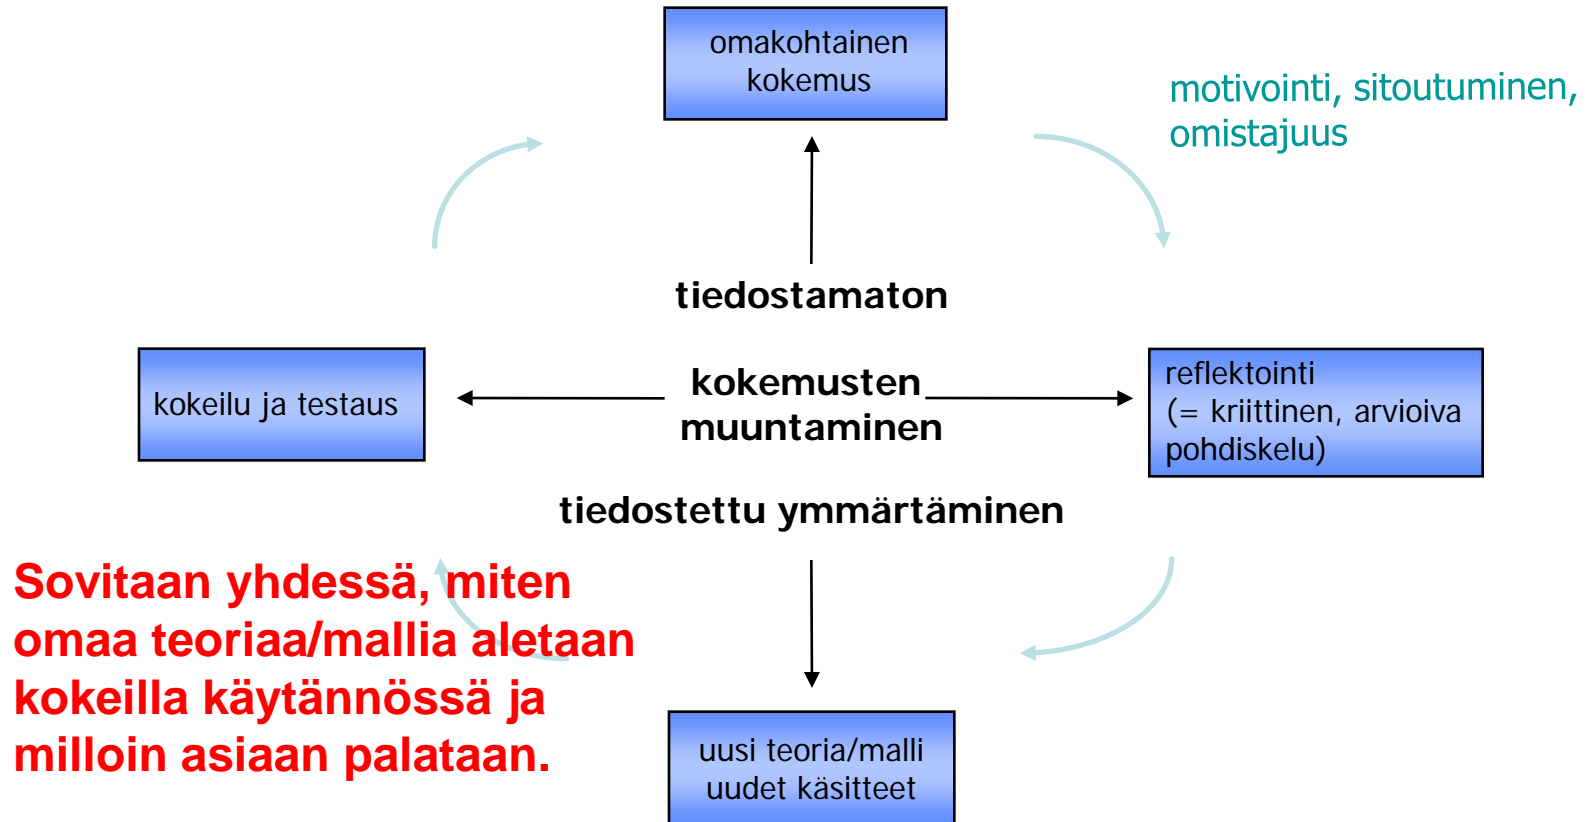 omakohtainen
kokemus
motivointi, sitoutuminen,
omistajuus
tiedostamaton
kokeilu ja testaus
kokemusten
muuntaminen
reflektointi
(= kriittinen, arvioiva
pohdiskelu)
tiedostettu ymmärtäminen
Sovitaan yhdessä, miten
omaa teoriaa/mallia aletaan
kokeilla käytännössä ja
milloin asiaan palataan.
uusi teoria/malli
uudet käsitteet